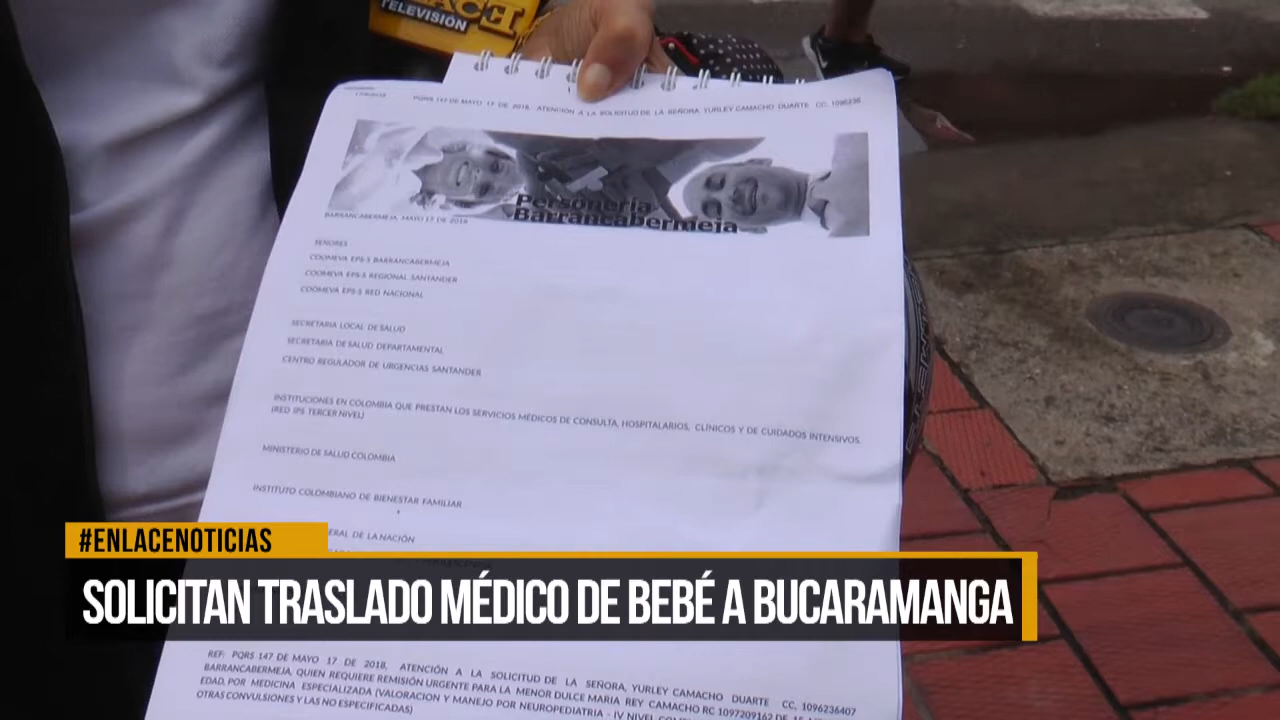 TELEVISIÓN
PQRS 147 DE MAYO 17 DE 2018, ATENCIÓN A LA SOLICITUD DE LA SEÑORA, YURLEY CAMACHO DUARTE CC, 1096236
Personería
Barrancabermeja
BARRANCABERMEJA, MAYO 17 DE 2018
SEÑORES
COOMEVA EPS-S BARRANCABERMEJA
COOMEVA EPS-S REGIONAL SANTANDER
COOMEVA EPS-S RED NACIONAL
SECRETARIA LOCAL DE SALUD
SECRETARIA DE SALUD DEPARTAMENTAL
CENTRO REGULADOR DE URGENCIAS SANTANDER
INSTITUCIONES EN COLOMBIA QUE PRESTAN LOS SERVICIOS MÉDICOS DE CONSULTA, HOSPITALARIOS, CLÍNICOS Y DE CUIDADOS INTENSIVOS.
(RED IPS TERCER NIVEL)
MINISTERIO DE SALUD COLOMBIA
INSTITUTO COLOMBIANO DE BIENESTAR FAMILIAR
ERAL DE LA NACIÓN
#ENLACENOTICIAS
SOLICITAN TRASLADO MÉDICO DE BEBÉ A BUCARAMANGA
REF: PQRS 147 DE MAYO 17 DE 2018, ATENCIÓN A LA SOLICITUD DE LA SEÑORA, YURLEY CAMACHO DUARTE CC, 1096236407
BARRANCABERMEJA, QUIEN REQUIERE REMISIÓN URGENTE PARA LA MENOR DULCE MARIA REY CAMACHO RC 1097209162 DE
EDAD, POR MEDICINA ESPECIALIZADA (VALORACION Y MANEJO POR NEUROPEDIATRIA - IV NIVEL
OTRAS CONVULSIONES Y LAS NO ESPECIFICADAS)